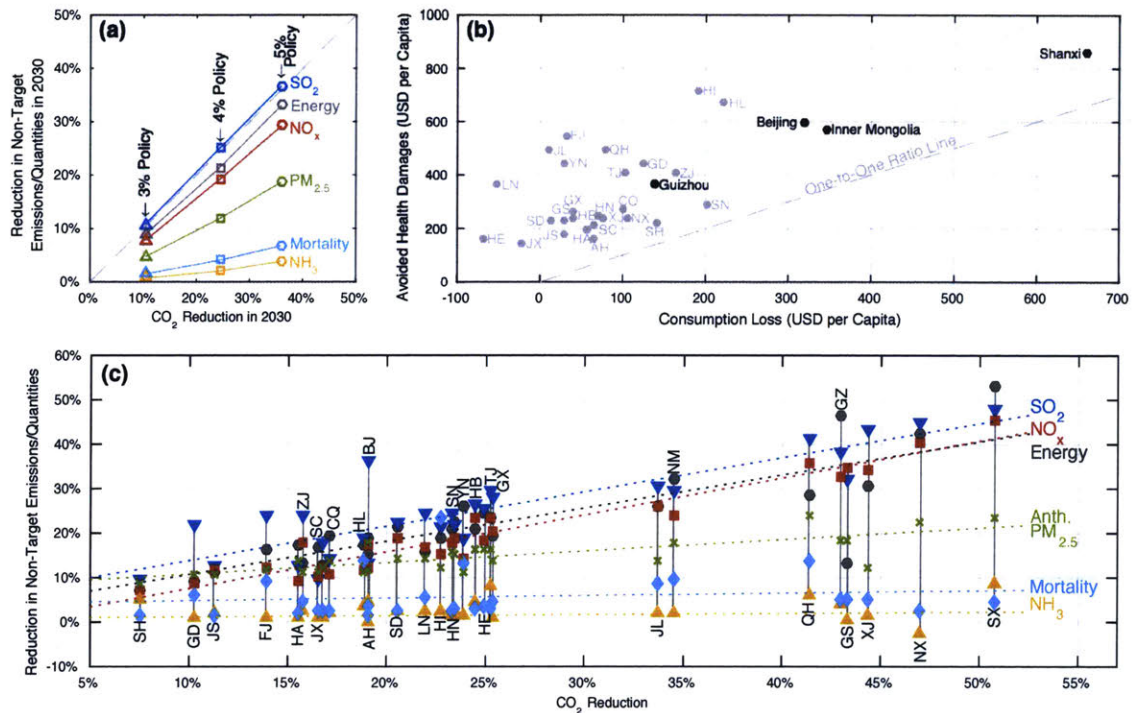 (a)
Reduction in Non-Target
Emissions/Quantities in 2030
50%
40%
30%
20%
10%
0%
3% Policy
4% Policy
5%
Policy
SO2
Energy
NOx
PM2.5
Mortality
NH3
0% 10% 20% 30% 40% 50%
CO2 Reduction in 2030
(b)
Avoided Health Damages (USD per Capita)
1000
800
600
400
200
0
Shanxi
HL
Beijing
Inner Mongolia
JL
YN
QH
GD
TJ
ZJ
Guizhou
LN
SN
One-to-One Ratio Line
GX
GS
HN
CQ
SD
HB
XJ
NX
JS
HA
SC
SH
HE
JX
AH
-100 0 100 200 300 400 500 600 700
Consumption Loss (USD per Capita)
(c)
Reduction in Non-Target Emissions/Quantities
60%
50%
40%
30%
20%
10%
0%
-10%
SH
GD
JS
FJ
HA
ZJ
JX
SC
CQ
HL
AH
BJ
SD
LN
HI
HN
SN
YN
HB
HE
TJ
GX
JL
NM
QH
GZ
GS
XJ
NX
SX
SO2
NOx
Energy
Anth.
PM2.5
Mortality
NH3
5% 10% 15% 20% 25% 30% 35% 40% 45% 50% 55%
CO2 Reduction